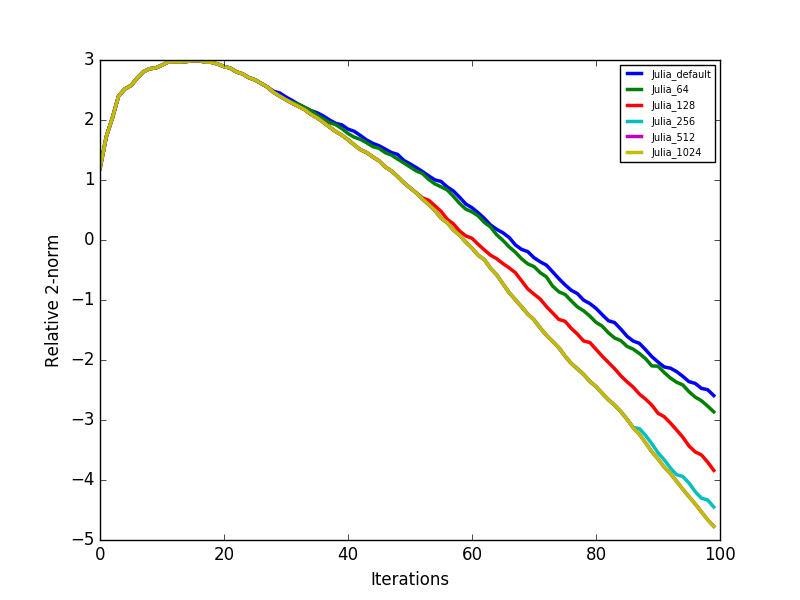 3
2
1
0
−1
−2
−3
−4
−5
Relative 2-norm
Julia_default
Julia_64
Julia_128
Julia_256
Julia_512
Julia_1024
0 20 40 60 80 100
Iterations